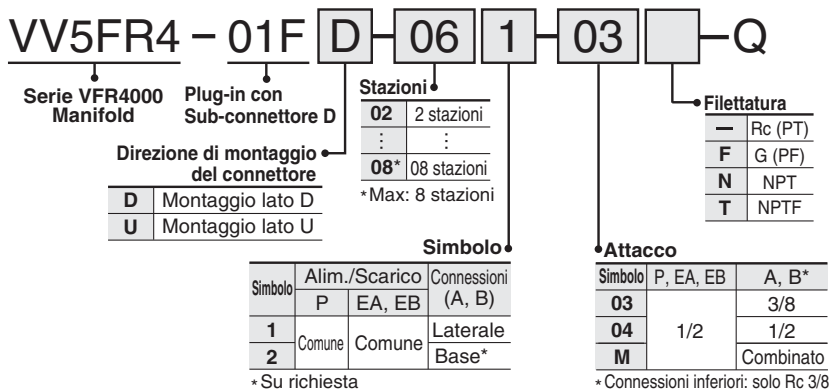 VV5FR4 – 01F D – 06 1 – 03 – Q
Serie VFR4000
Manifold
Plug-in con
Sub-connettore D
Direzione di montaggio
del connettore
D Montaggio lato D
U Montaggio lato U
Stazioni
02 2 stazioni
⋮ ⋮
08* 08 stazioni
*Max: 8 stazioni
Filettatura
– Rc (PT)
F G (PF)
N NPT
T NPTF
Simbolo
Simbolo Alim./Scarico Connessioni (A, B)
P EA, EB
1 Comune Comune Laterale
2 Base*
*Su richiesta
Attacco
Simbolo P, EA, EB A, B*
03 1/2 3/8
04 1/2
M Combinato
*Connessioni inferiori: solo Rc 3/8